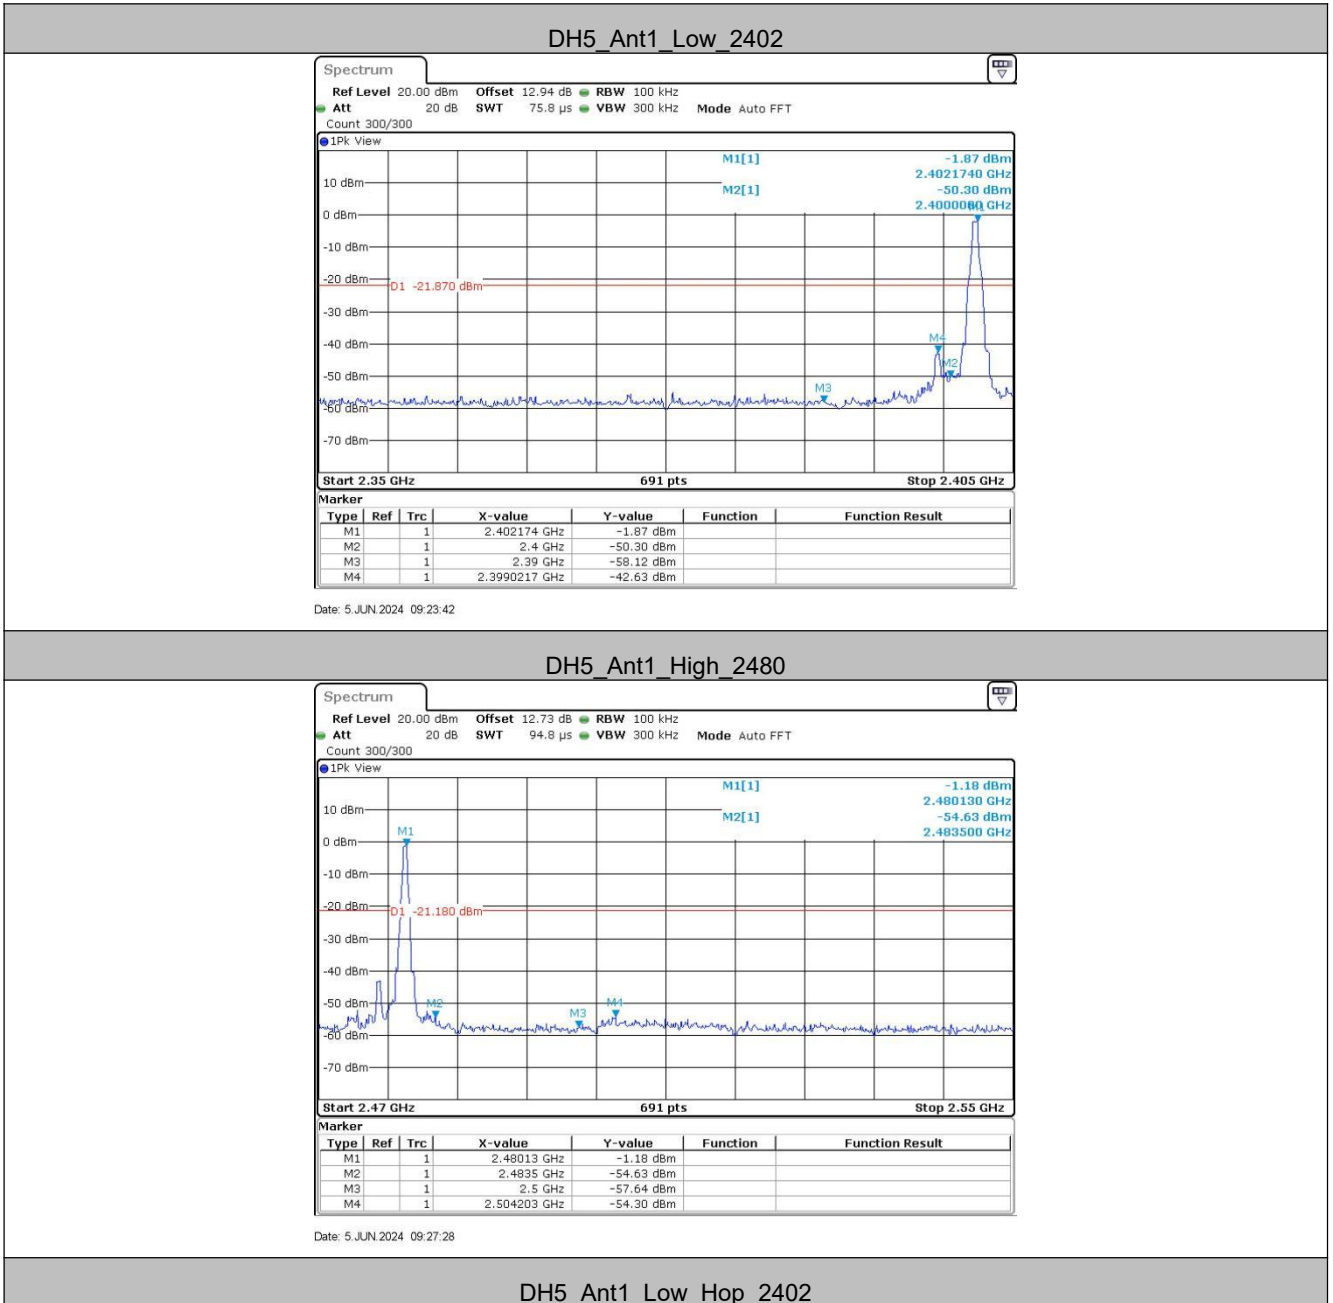 DH5_Ant1_Low_2402
Spectrum
Ref Level 20.00 dBm Offset 12.94 dB RBW 100 kHz
Att 20 dB SWT 75.8 µs VBW 300 kHz Mode Auto FFT
Count 300/300
1Pk View
M1[1] -1.87 dBm
2.4021740 GHz
10 dBm
M2[1] -50.30 dBm
2.4000000 GHz
M1
0 dBm
-10 dBm
-20 dBm
D1 -21.870 dBm
-30 dBm
-40 dBm
M4
-50 dBm
M2
M3
-60 dBm
-70 dBm
Start 2.35 GHz 691 pts Stop 2.405 GHz
Marker
Type Ref Trc X-value Y-value Function Function Result
M1 1 2.402174 GHz -1.87 dBm
M2 1 2.4 GHz -50.30 dBm
M3 1 2.39 GHz -58.12 dBm
M4 1 2.3990217 GHz -42.63 dBm
Date: 5.JUN.2024 09:23:42
DH5_Ant1_High_2480
Spectrum
Ref Level 20.00 dBm Offset 12.73 dB RBW 100 kHz
Att 20 dB SWT 94.8 µs VBW 300 kHz Mode Auto FFT
Count 300/300
1Pk View
M1[1] -1.18 dBm
2.480130 GHz
10 dBm
M2[1] -54.63 dBm
2.483500 GHz
M1
0 dBm
-10 dBm
-20 dBm
D1 -21.180 dBm
-30 dBm
-40 dBm
-50 dBm
M2
M3
M4
-60 dBm
-70 dBm
Start 2.47 GHz 691 pts Stop 2.55 GHz
Marker
Type Ref Trc X-value Y-value Function Function Result
M1 1 2.48013 GHz -1.18 dBm
M2 1 2.4835 GHz -54.63 dBm
M3 1 2.5 GHz -57.64 dBm
M4 1 2.504203 GHz -54.30 dBm
Date: 5.JUN.2024 09:27:28
DH5_Ant1_Low_Hop_2402